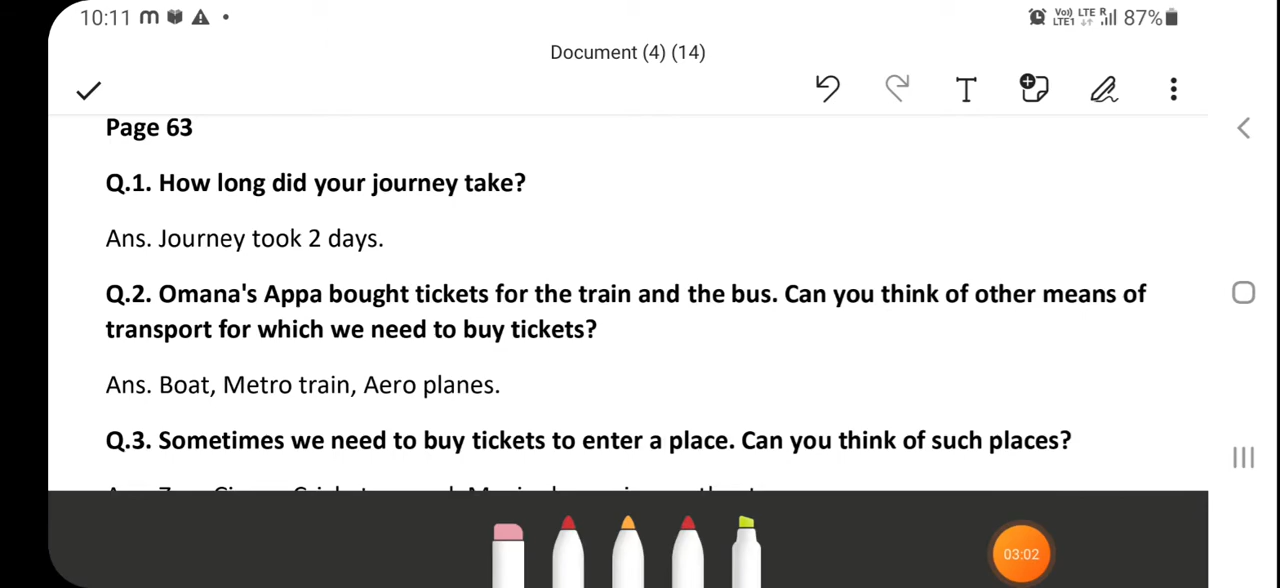 10:11 m
Vo) LTE R
LTE1 87%
Document (4) (14)
T
Page 63
Q.1. How long did your journey take?
Ans. Journey took 2 days.
Q.2. Omana's Appa bought tickets for the train and the bus. Can you think of other means of
transport for which we need to buy tickets?
Ans. Boat, Metro train, Aero planes.
Q.3. Sometimes we need to buy tickets to enter a place. Can you think of such places?
03:02